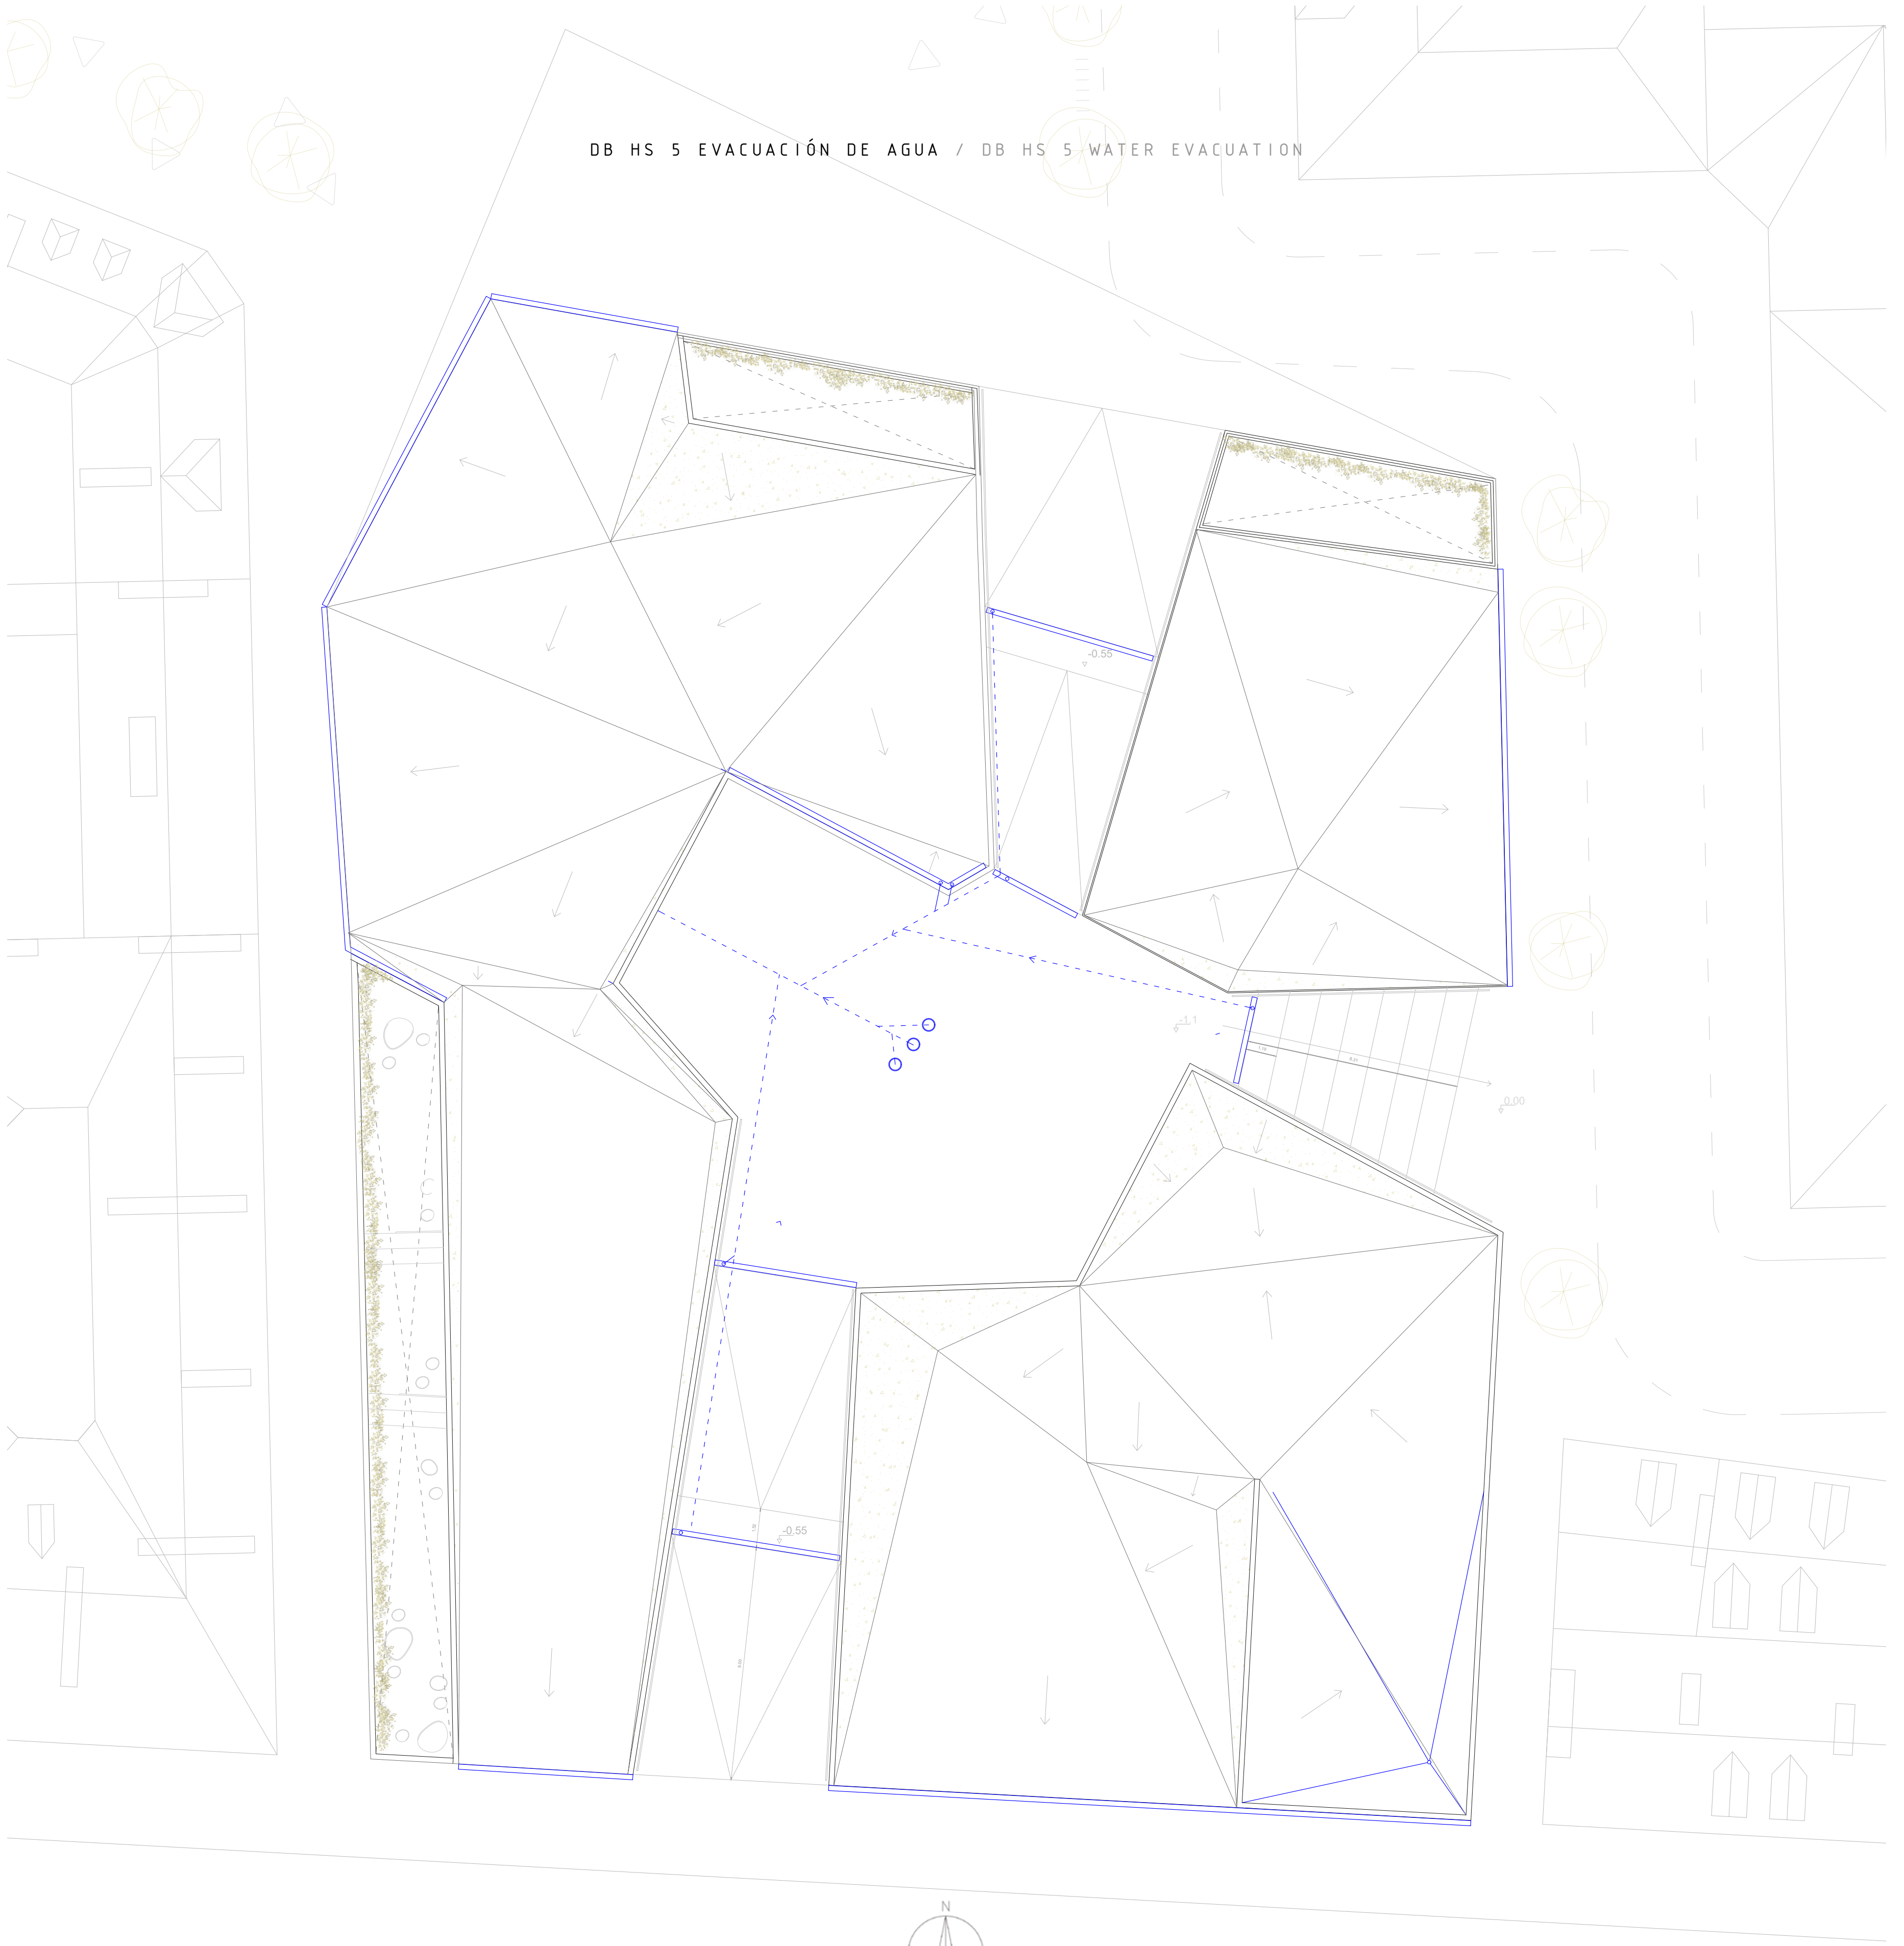 DB HS 5 EVACUACIÓN DE AGUA / DB HS 5 WATER EVACUATION
-0.55
-1.1
0,00
-0.55
N